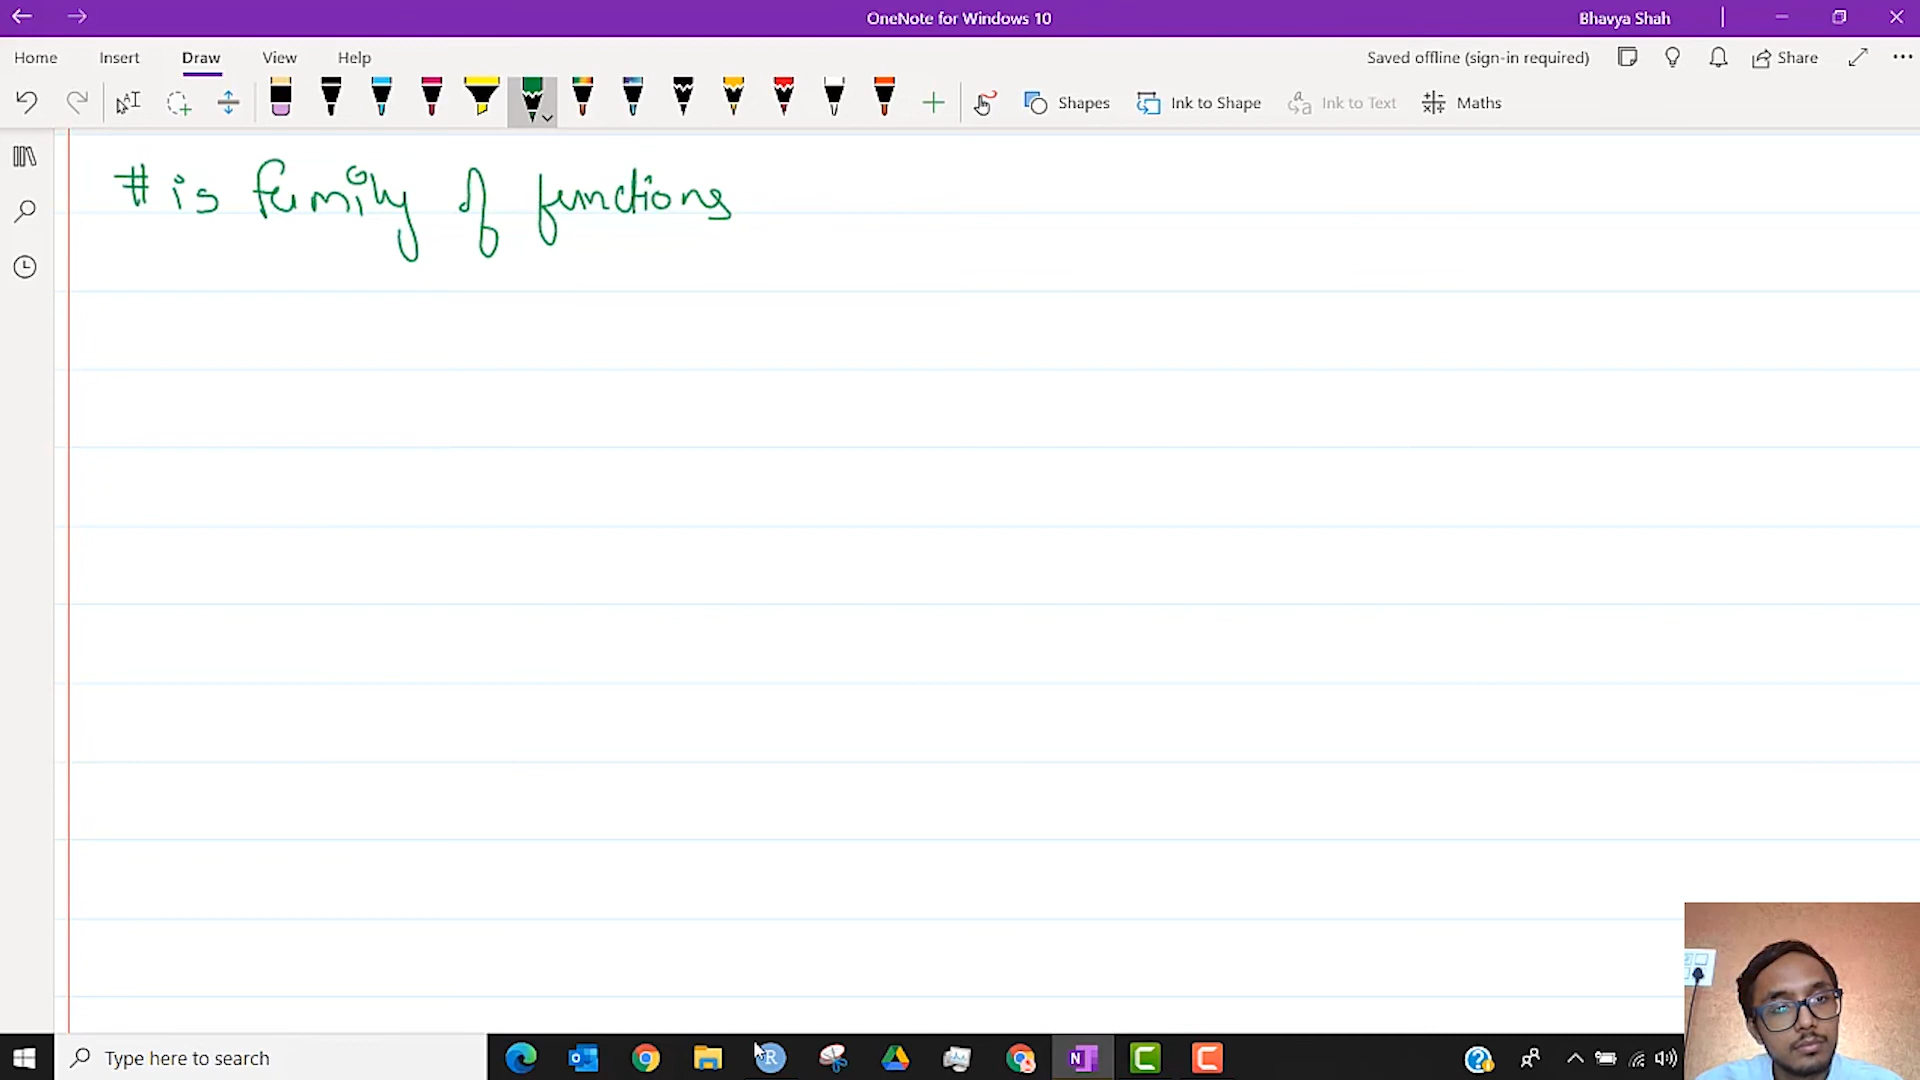 OneNote for Windows 10
Bhavya Shah
Home Insert Draw View Help
Saved offline (sign-in required)
Share
Shapes
Ink to Shape
Ink to Text
Maths
# is family of functions
Type here to search